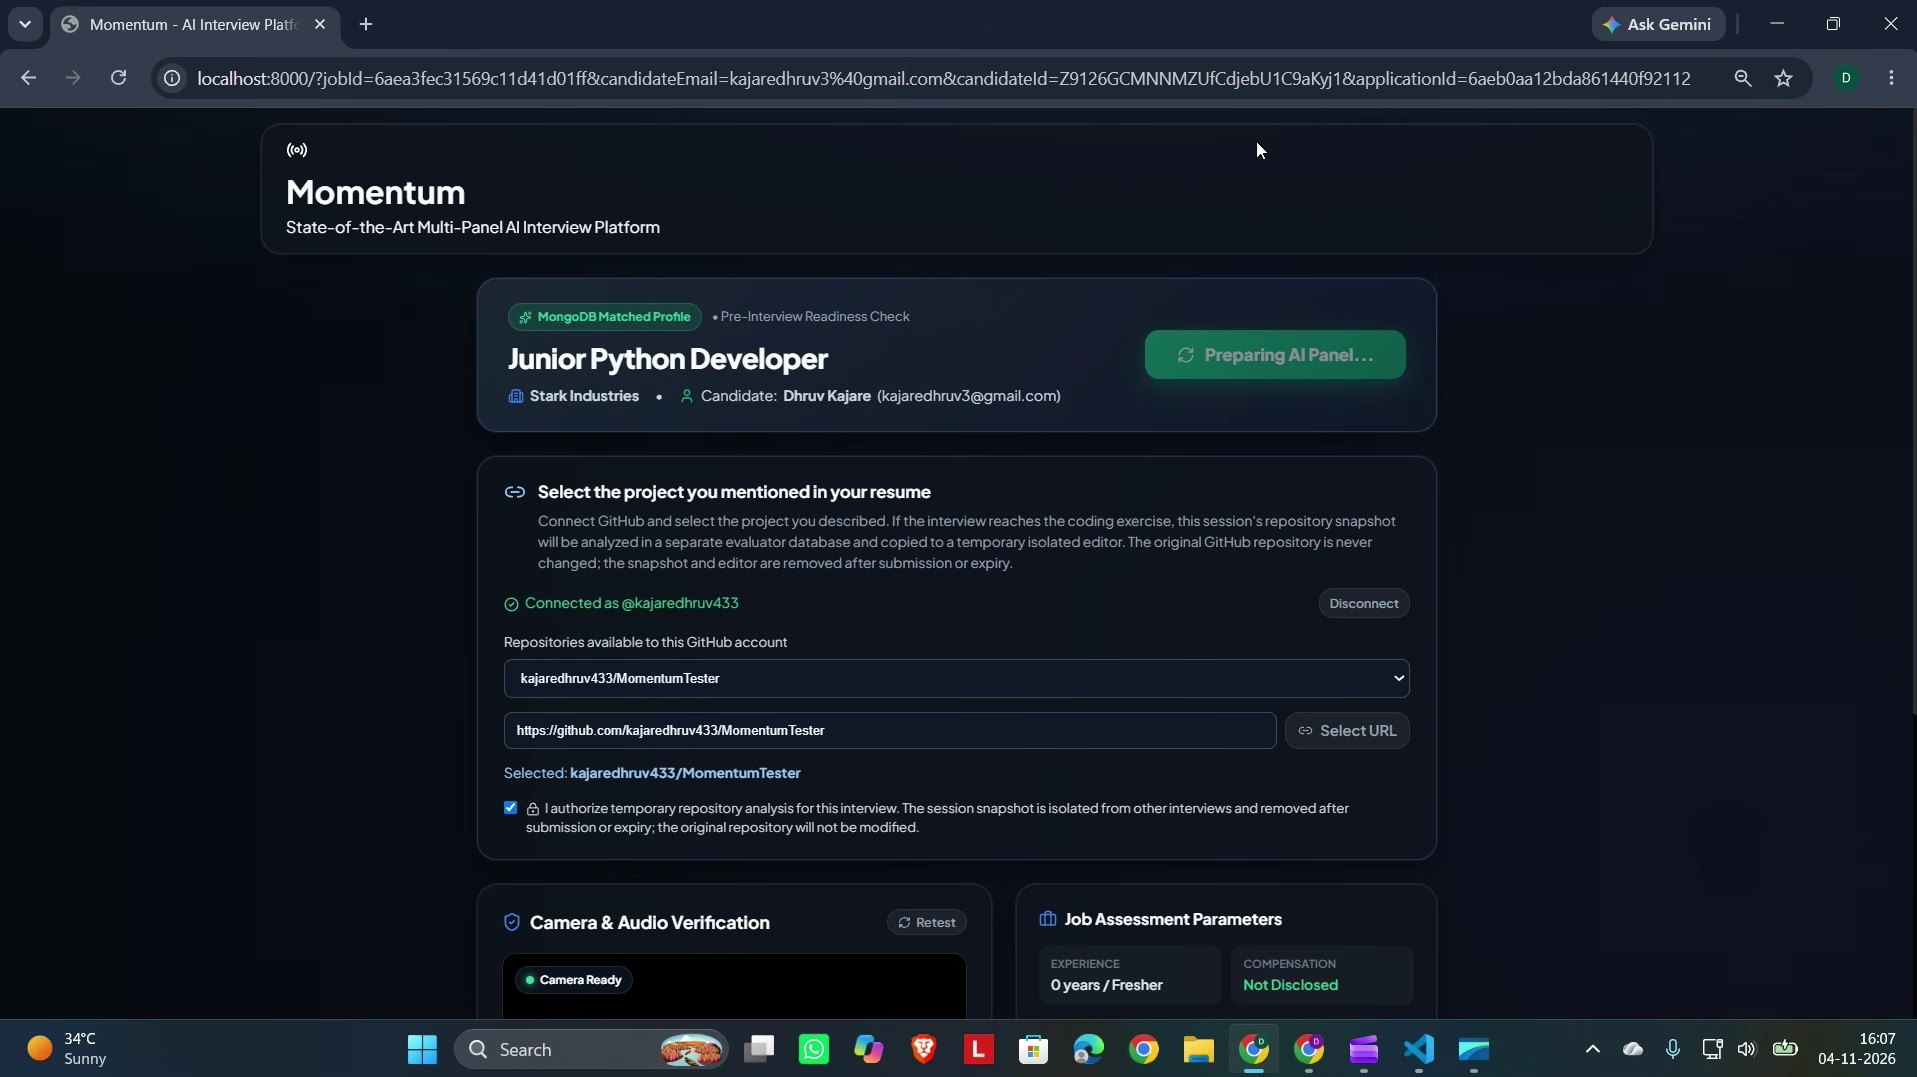 Momentum - AI Interview Platfo
Ask Gemini
localhost:8000/?jobId=6aea3fec31569c11d41d01ff&candidateEmail=kajaredhruv3%40gmail.com&candidateId=Z9126GCMNNMZUfCdjebU1C9aKyj1&applicationId=6aeb0aa12bda861440f92112
D
Momentum
State-of-the-Art Multi-Panel AI Interview Platform
MongoDB Matched Profile • Pre-Interview Readiness Check
Junior Python Developer
Preparing AI Panel...
Stark Industries • Candidate: Dhruv Kajare (kajaredhruv3@gmail.com)
Select the project you mentioned in your resume
Connect GitHub and select the project you described. If the interview reaches the coding exercise, this session's repository snapshot
will be analyzed in a separate evaluator database and copied to a temporary isolated editor. The original GitHub repository is never
changed; the snapshot and editor are removed after submission or expiry.
Connected as @kajaredhruv433
Disconnect
Repositories available to this GitHub account
kajaredhruv433/MomentumTester
https://github.com/kajaredhruv433/MomentumTester
Select URL
Selected: kajaredhruv433/MomentumTester
I authorize temporary repository analysis for this interview. The session snapshot is isolated from other interviews and removed after
submission or expiry; the original repository will not be modified.
Camera & Audio Verification
Retest
Camera Ready
Job Assessment Parameters
EXPERIENCE
0 years / Fresher
COMPENSATION
Not Disclosed
34°C
Sunny
Search
L
D
D
16:07
04-11-2026